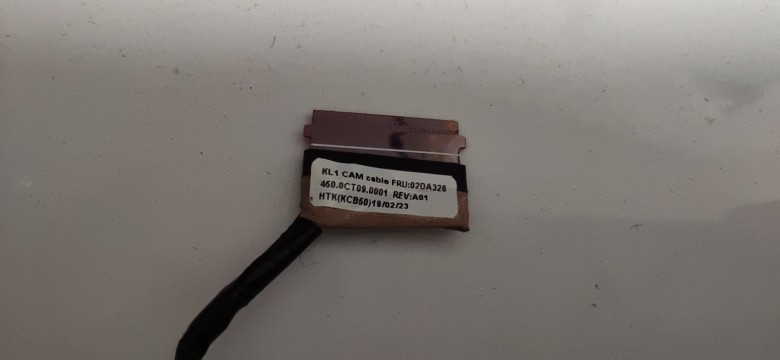 KL1 CAM cable FRU:02DA326
450.0CT09.0001 REV:A01
HTK(KCB50)19/02/23